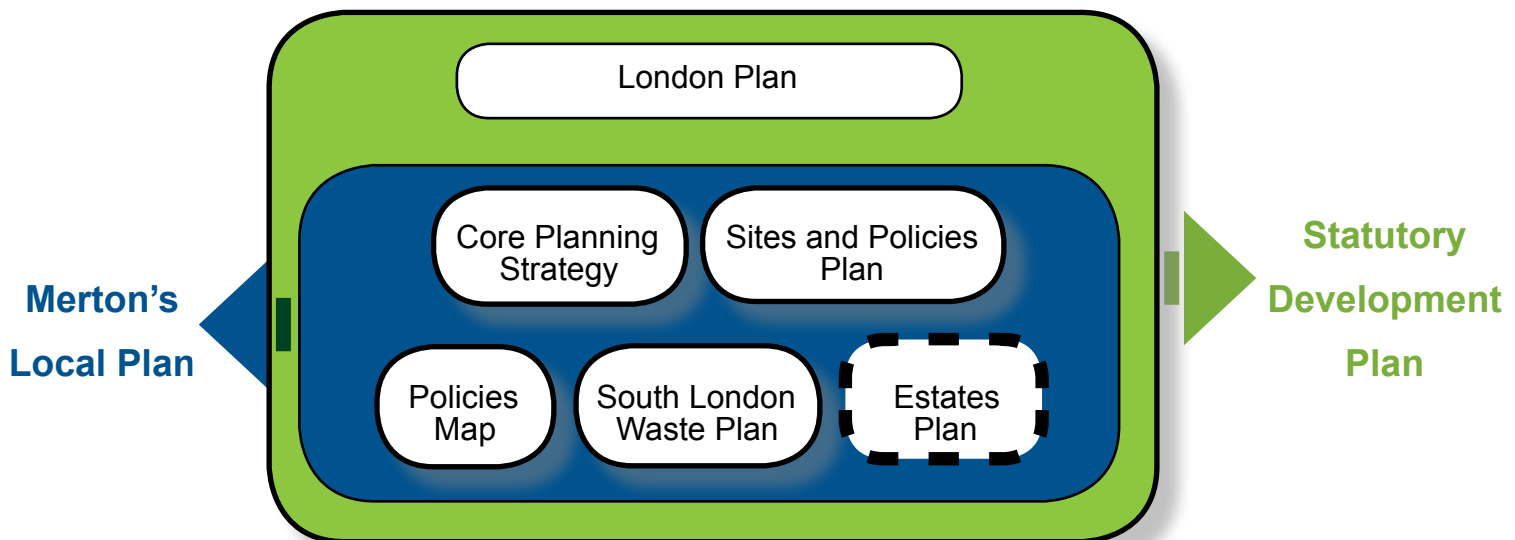 London Plan
Core Planning
Strategy
Sites and Policies
Plan
Merton’s
Local Plan
Statutory
Development
Plan
Policies
Map
South London
Waste Plan
Estates
Plan